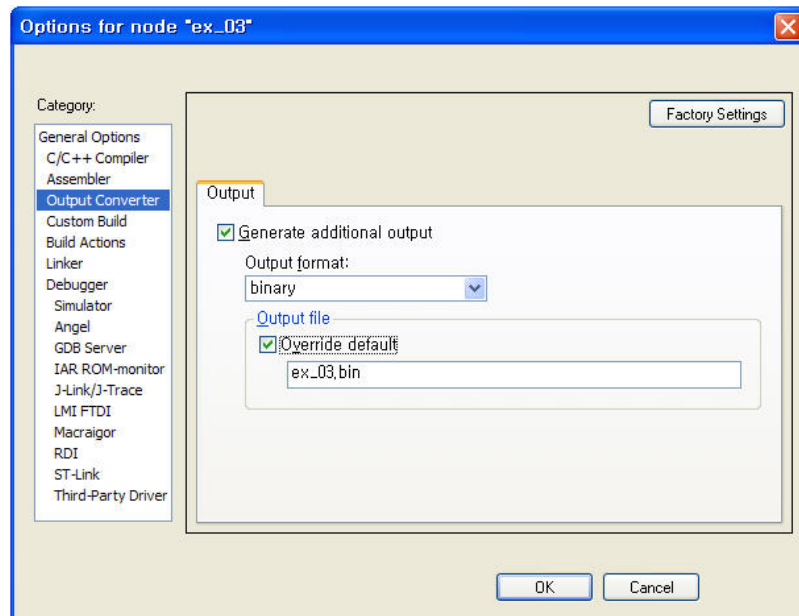 Options for node "ex_03"
Category:
Factory Settings
General Options
C/C++ Compiler
Assembler
Output Converter
Custom Build
Build Actions
Linker
Debugger
Simulator
Angel
GDB Server
IAR ROM-monitor
J-Link/J-Trace
LMI FTDI
Macraigor
RDI
ST-Link
Third-Party Driver
Output
Generate additional output
Output format:
binary
Output file
Override default
ex_03.bin
OK
Cancel